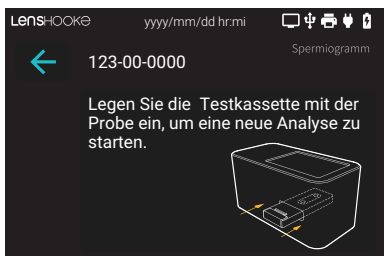 LENSHOOKE yyyy/mm/dd hr:mi
Spermiogramm
123-00-0000
Legen Sie die Testkassette mit der
Probe ein, um eine neue Analyse zu
starten.